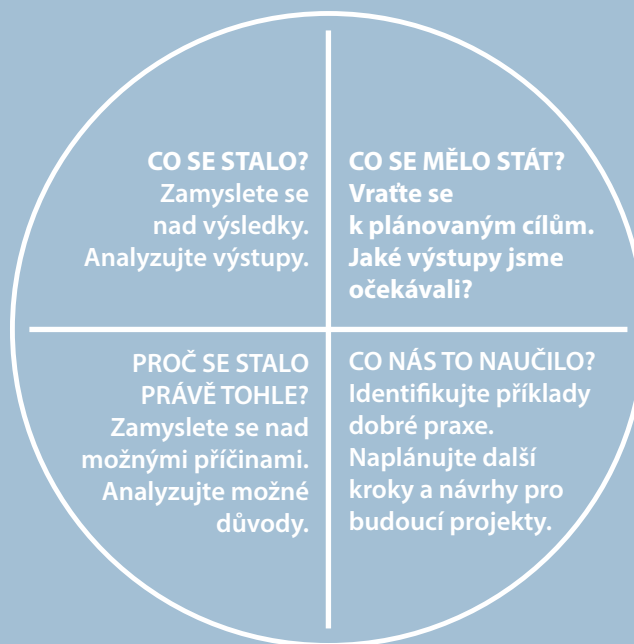 CO SE STALO?
Zamyslete se
nad výsledky.
Analyzujte výstupy.
CO SE MĚLO STÁT?
Vraťte se
k plánovaným cílům.
Jaké výstupy jsme
očekávali?
PROČ SE STALO
PRÁVĚ TOHLE?
Zamyslete se nad
možnými příčinami.
Analyzujte možné
důvody.
CO NÁS TO NAUČILO?
Identifikujte příklady
dobré praxe.
Naplánujte další
kroky a návrhy pro
budoucí projekty.